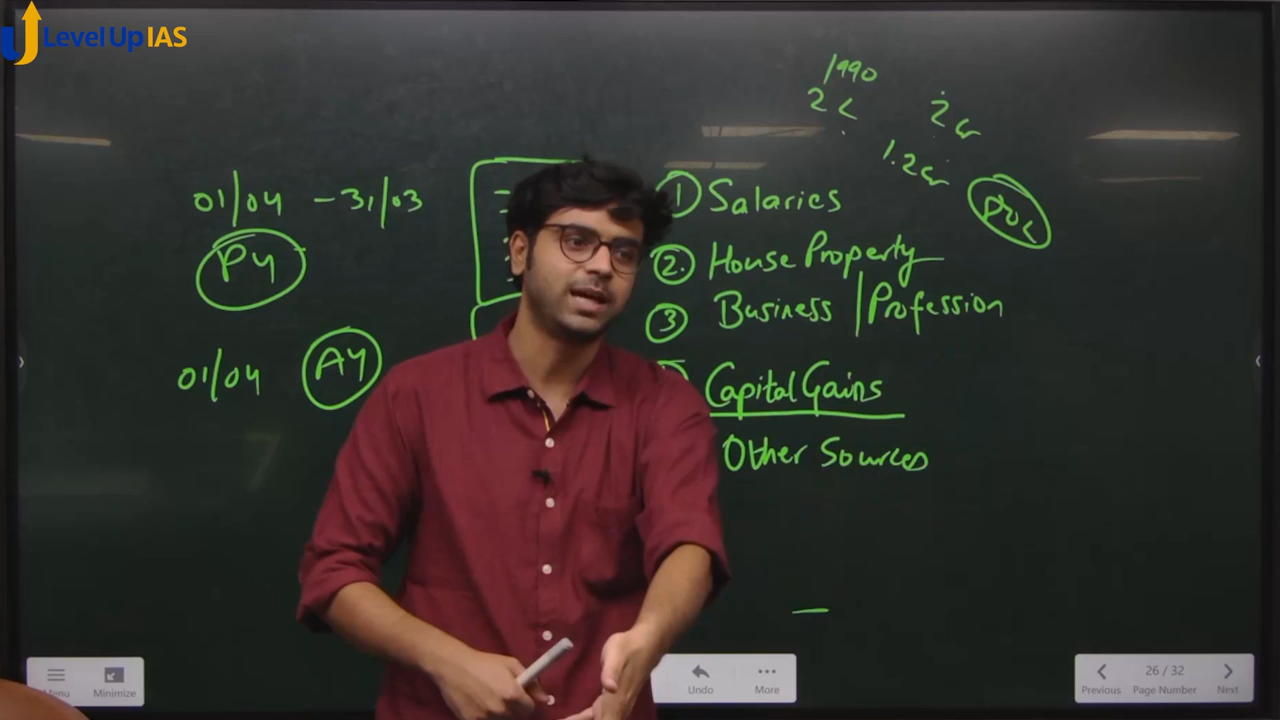 Level Up IAS
1990
2 L
2 cr
1.2 cr
01/04 - 31/03
PY
01/04
AY
1 Salaries
2. House Property
3 Business / Profession
Capital Gains
Other Sources
Menu
Minimize
Undo
More
Previous
26 / 32
Page Number
Next